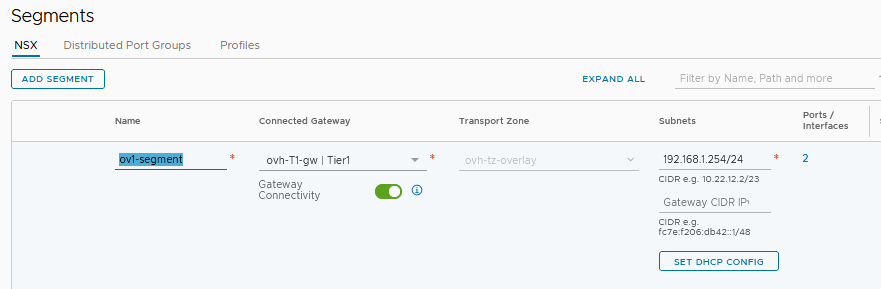 Segments
NSX Distributed Port Groups Profiles
ADD SEGMENT EXPAND ALL Filter by Name, Path and more
Name Connected Gateway Transport Zone Subnets Ports / Interfaces
ov1-segment * ovh-T1-gw | Tier1 * ovh-tz-overlay 192.168.1.254/24 * 2
Gateway Connectivity
CIDR e.g. 10.22.12.2/23
Gateway CIDR IPv
CIDR e.g. fc7e:f206:db42::1/48
SET DHCP CONFIG